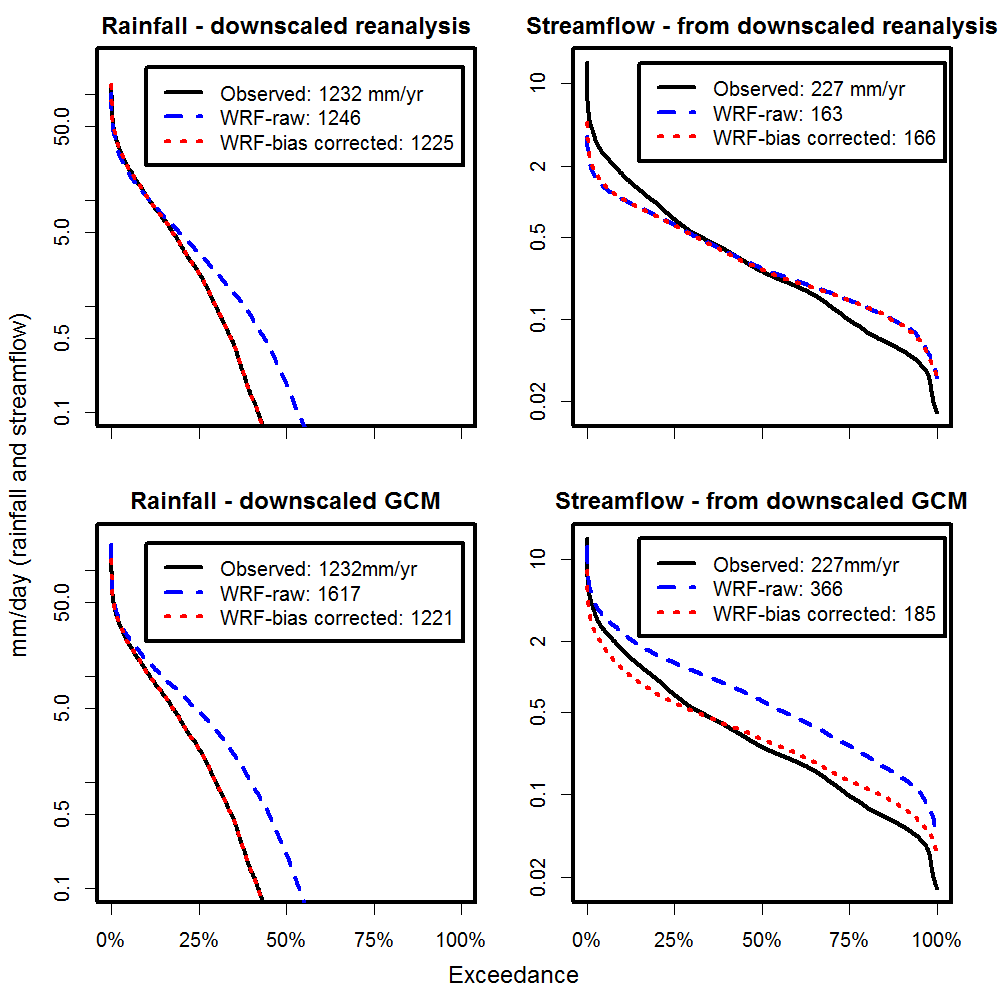 Rainfall - downscaled reanalysis
Observed: 1232 mm/yr
WRF-raw: 1246
WRF-bias corrected: 1225
50.0
5.0
0.5
0.1
Streamflow - from downscaled reanalysis
Observed: 227 mm/yr
WRF-raw: 163
WRF-bias corrected: 166
10
2
0.5
0.1
0.02
mm/day (rainfall and streamflow)
Rainfall - downscaled GCM
Observed: 1232mm/yr
WRF-raw: 1617
WRF-bias corrected: 1221
50.0
5.0
0.5
0.1
0% 25% 75% 100%
Streamflow - from downscaled GCM
Observed: 227mm/yr
WRF-raw: 366
WRF-bias corrected: 185
10
2
0.5
0.1
0.02
0% 25% 50% 75% 100%
Exceedance